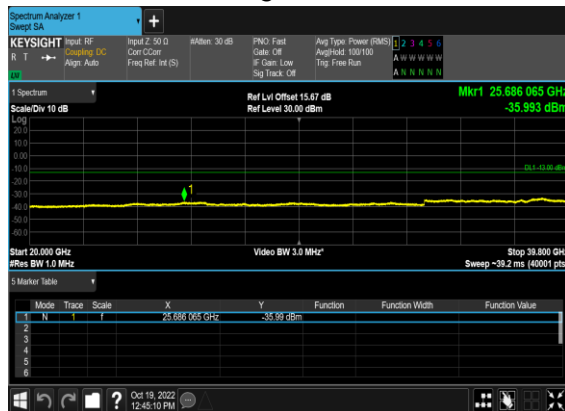 Spectrum Analyzer 1
Swept SA
+
KEYSIGHT Input: RF Input Z: 50 Ω #Atten: 30 dB PNO: Fast Avg Type: Power (RMS) 1 2 3 4 5 6
R T Coupling: DC Corr CCorr Gate: Off Avg|Hold: 100/100 A W W W W W
Align: Auto Freq Ref: Int (S) IF Gain: Low Trig: Free Run
LW Sig Track: Off A N N N N N
1 Spectrum Ref Lvl Offset 15.67 dB Mkr1 25.686 065 GHz
Scale/Div 10 dB Ref Level 30.00 dBm -35.993 dBm
Log
20.0
10.0
0.00
-10.0 DL1 -13.00 dBm
-20.0
-30.0
1
-40.0
-50.0
-60.0
Start 20.000 GHz Video BW 3.0 MHz* Stop 39.800 GHz
#Res BW 1.0 MHz Sweep ~39.2 ms (40001 pts
5 Marker Table
Mode Trace Scale X Y Function Function Width Function Value
1 N 1 f 25.686 065 GHz -35.99 dBm
2
3
4
5
6
? Oct 19, 2022
12:45:10 PM